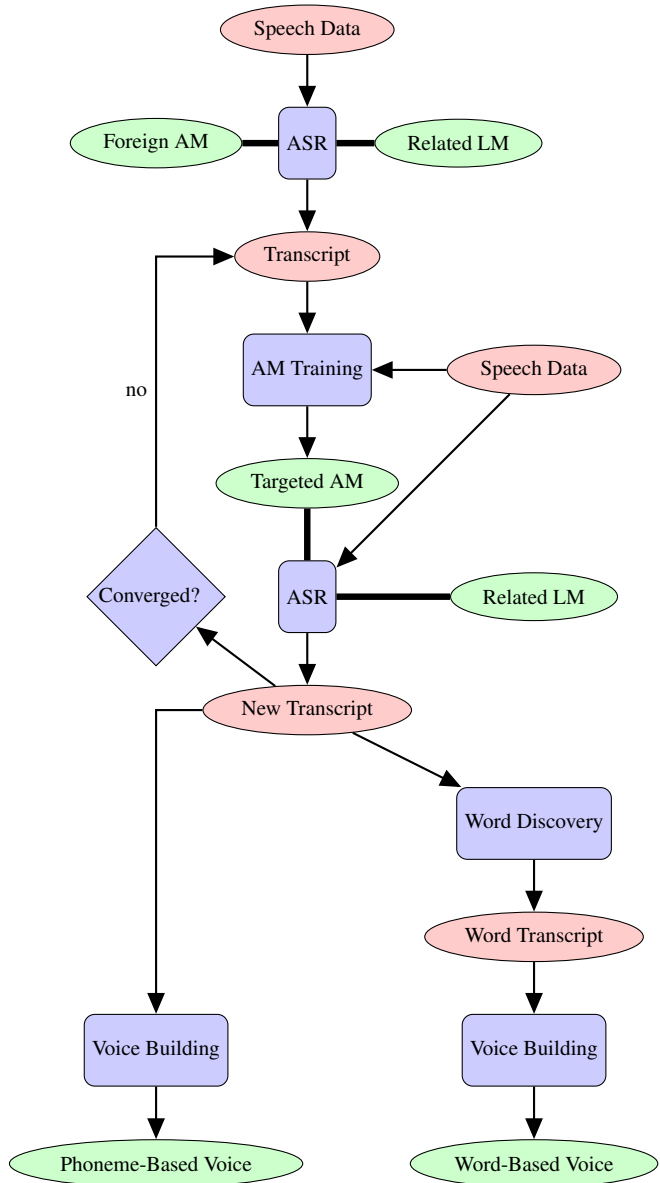 Speech Data
Foreign AM
ASR
Related LM
Transcript
AM Training
Speech Data
no
Targeted AM
Converged?
ASR
Related LM
New Transcript
Word Discovery
Word Transcript
Voice Building
Voice Building
Phoneme-Based Voice
Word-Based Voice